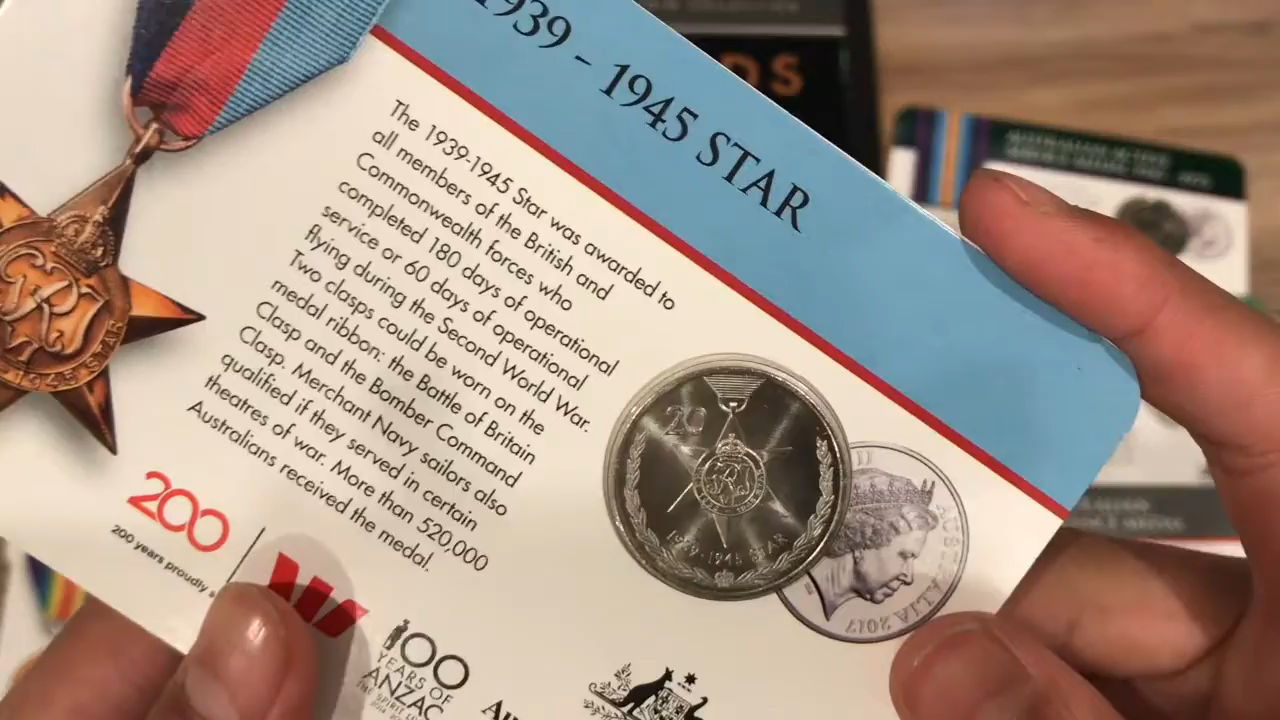 1939 - 1945 STAR
The 1939-1945 Star was awarded to
all members of the British and
Commonwealth forces who
completed 180 days of operational
service or 60 days of operational
flying during the Second World War.
Two clasps could be worn on the
medal ribbon: the Battle of Britain
Clasp and the Bomber Command
Clasp. Merchant Navy sailors also
qualified if they served in certain
theatres of war. More than 520,000
Australians received the medal.
20
1939-1945 STAR
II
AUSTRALIA 2017
200
200 years proudly
100
YEARS OF
ANZAC
THE SPIRIT
DS